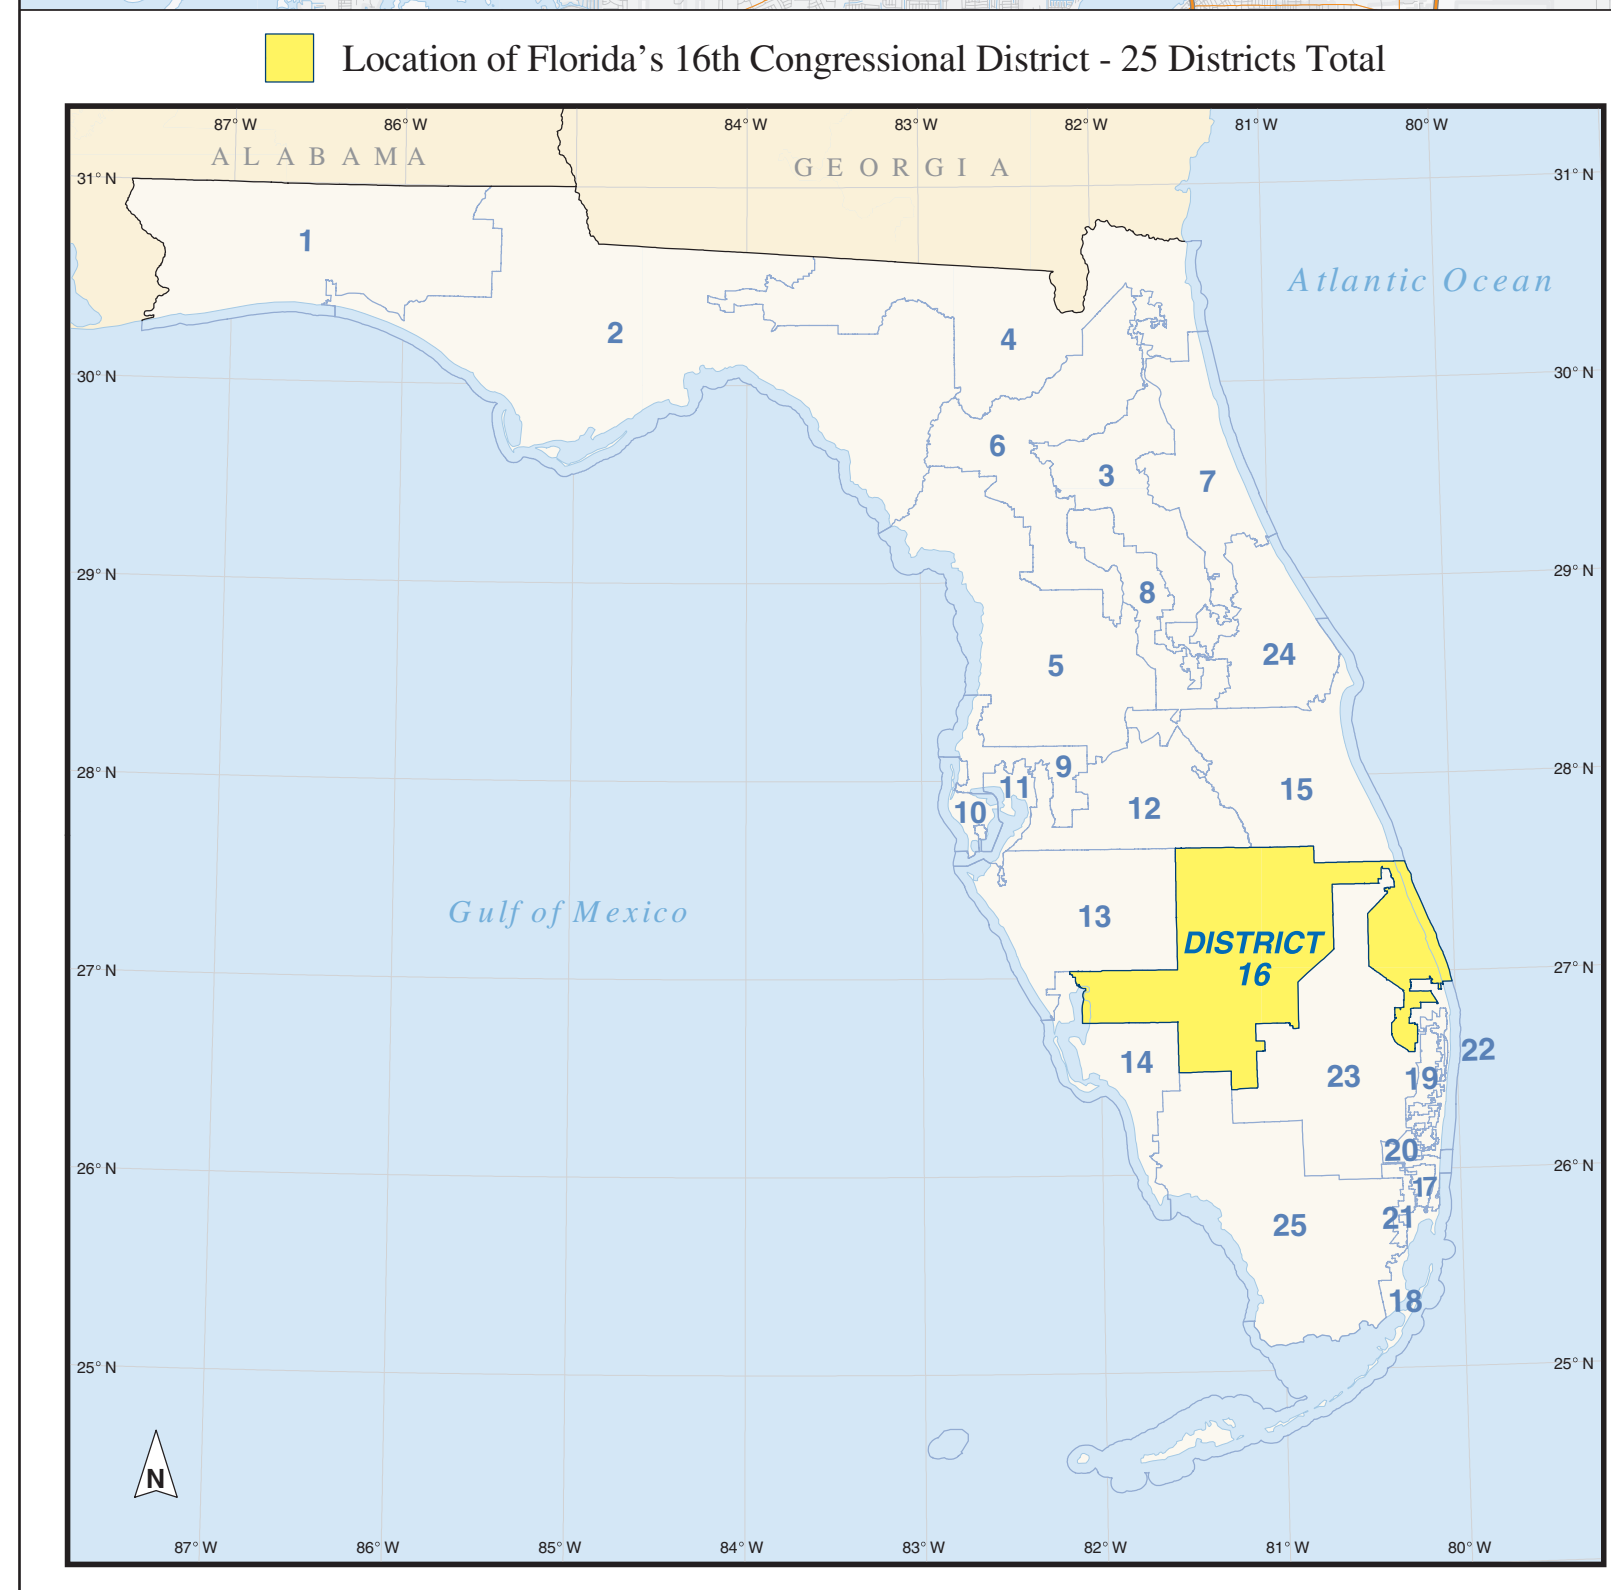 Location of Florida’s 16th Congressional District - 25 Districts Total
87° W 86° W 84° W 83° W 82° W 81° W 80° W
ALABAMA
GEORGIA
31° N 31° N
1
Atlantic Ocean
2
4
30° N 30° N
6
3
7
29° N 29° N
8
24
5
9
28° N 28° N
11
15
10
12
Gulf of Mexico
13
DISTRICT
16
27° N 27° N
22
14
23
19
20
26° N 26° N
17
21
25
18
25° N 25° N
N
87° W 86° W 85° W 84° W 83° W 82° W 81° W 80° W